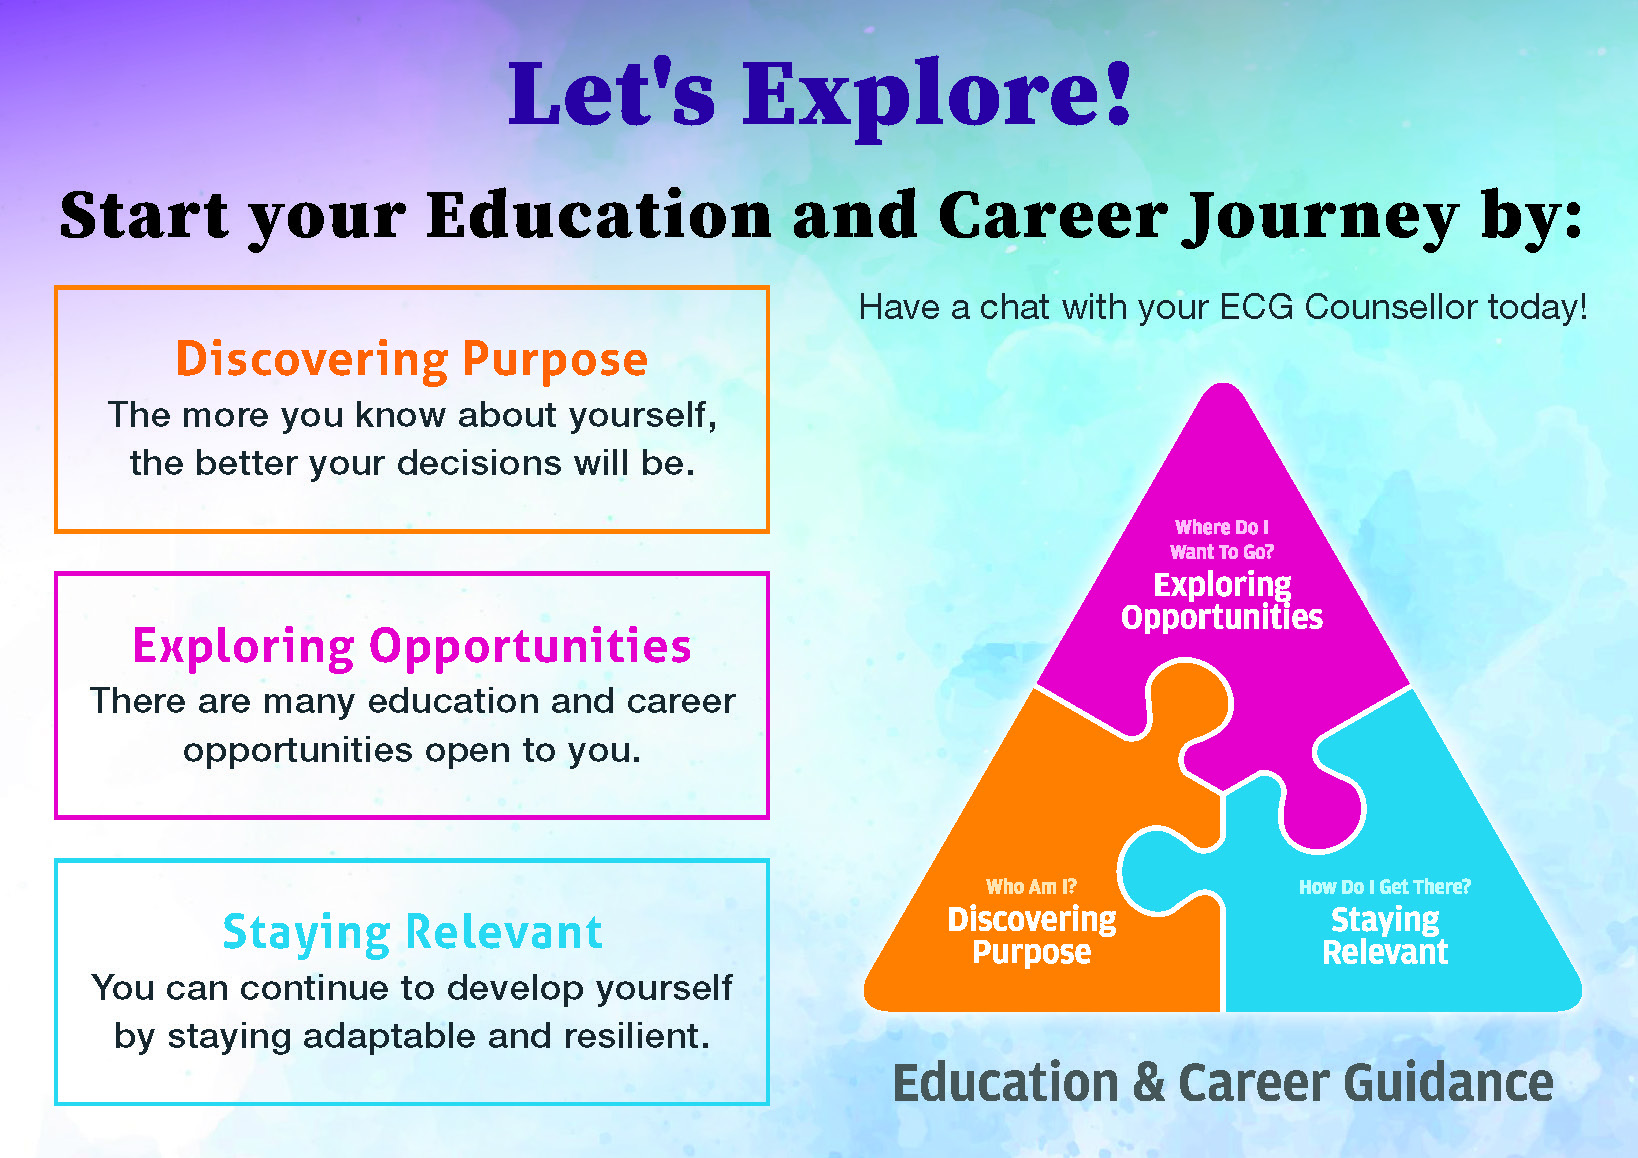 Let's Explore!
Start your Education and Career Journey by:
Discovering Purpose
The more you know about yourself,
the better your decisions will be.
Exploring Opportunities
There are many education and career
opportunities open to you.
Staying Relevant
You can continue to develop yourself
by staying adaptable and resilient.
Have a chat with your ECG Counsellor today!
Where Do I
Want To Go?
Exploring
Opportunities
Who Am I?
Discovering
Purpose
How Do I Get There?
Staying
Relevant
Education & Career Guidance